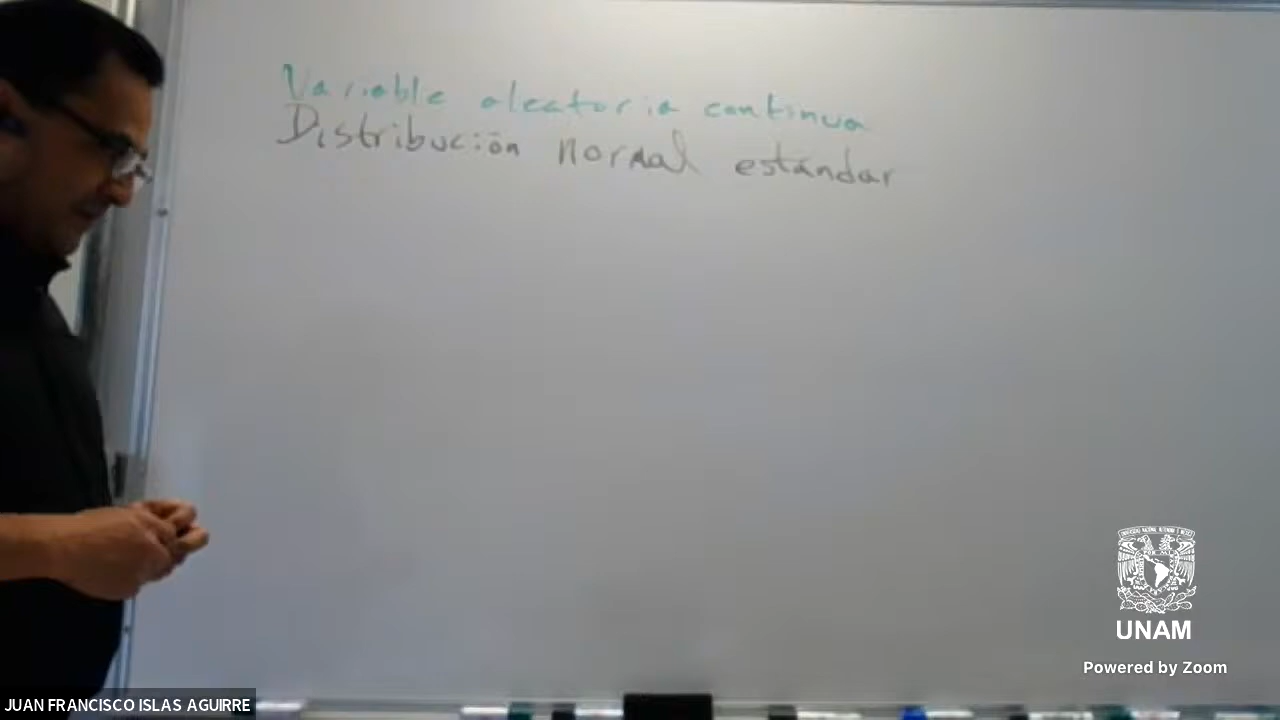 Variable aleatoria continua
Distribución normal estándar
UNAM
Powered by Zoom
JUAN FRANCISCO ISLAS AGUIRRE